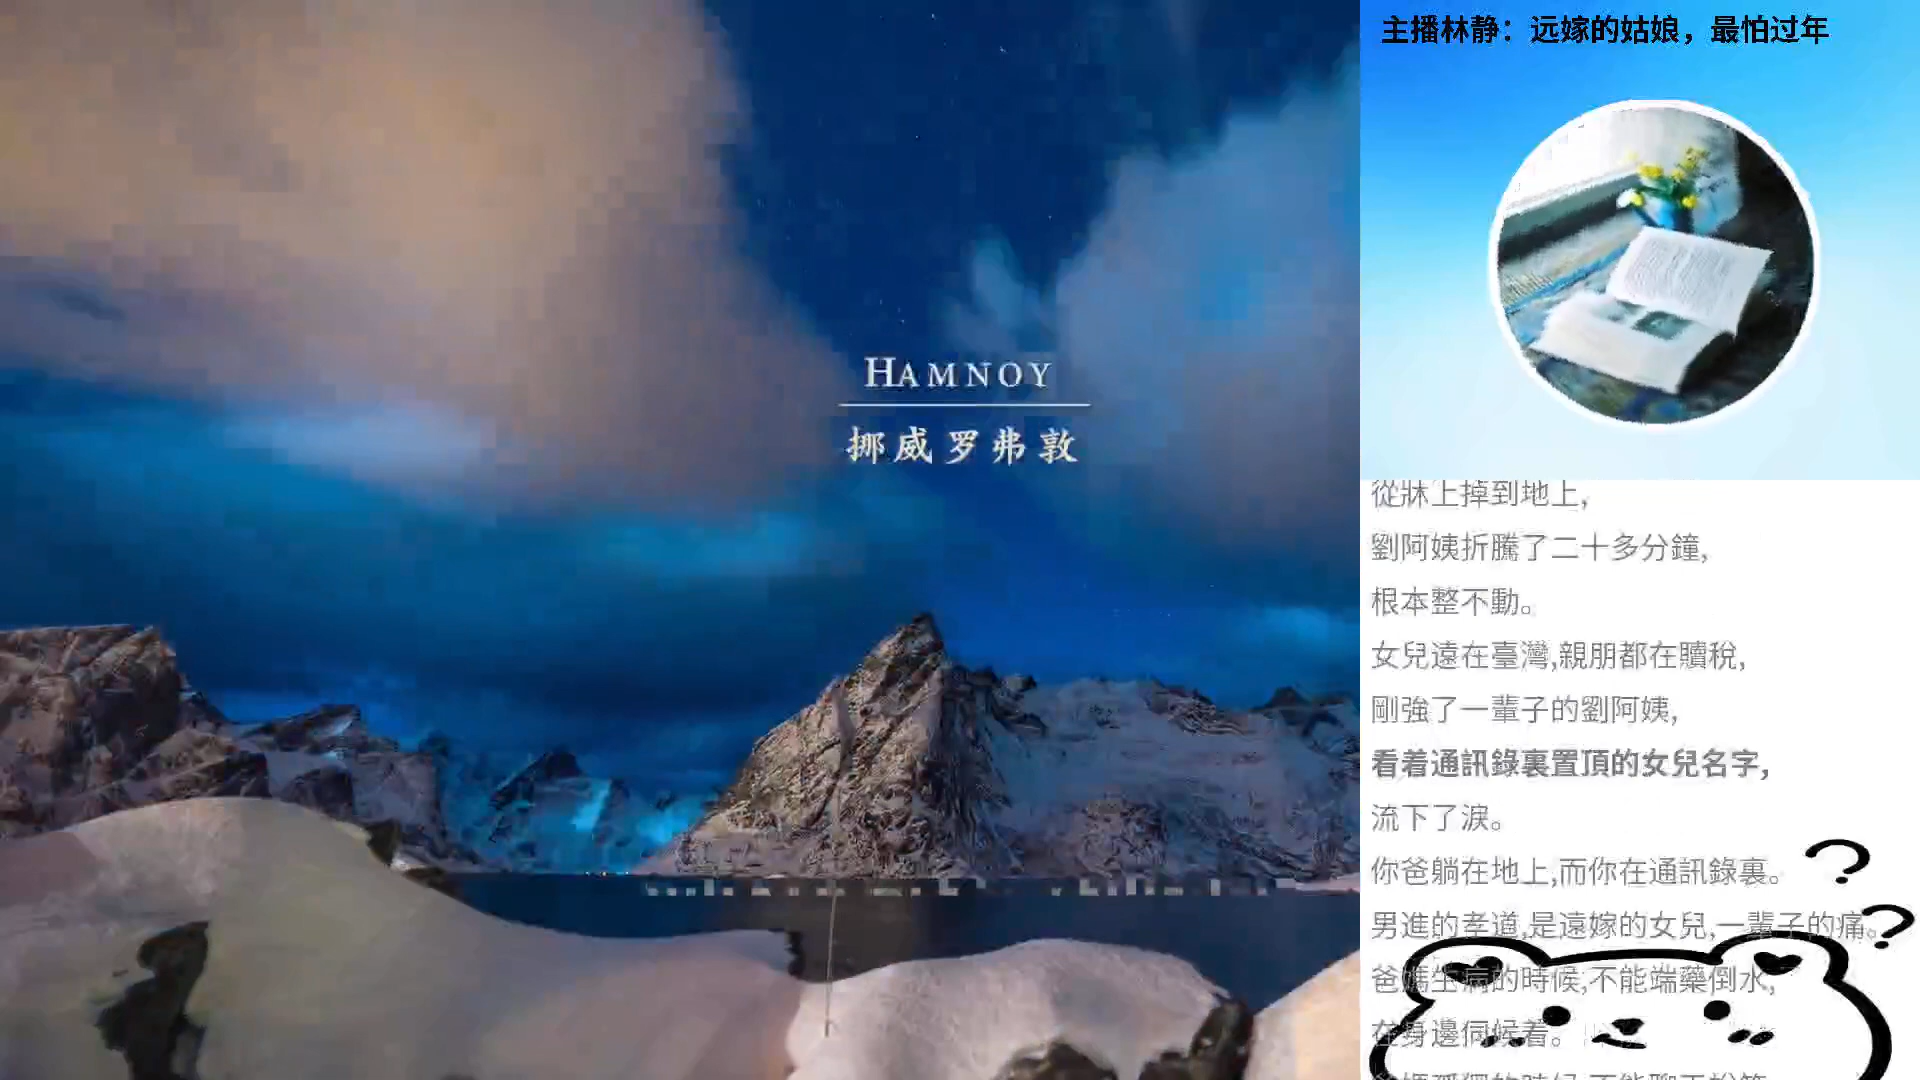 主播林静：远嫁的姑娘，最怕过年
HAMNOY
挪威罗弗敦
從牀上掉到地上,
劉阿姨折騰了二十多分鐘,
根本整不動。
女兒遠在臺灣,親朋都在贖稅,
剛強了一輩子的劉阿姨,
看着通訊錄裏置頂的女兒名字,
流下了淚。
你爸躺在地上,而你在通訊錄裏。
男進的孝道,是遠嫁的女兒,一輩子的痛。
爸媽生病的時候,不能端藥倒水,
在身邊伺候着。
? ?